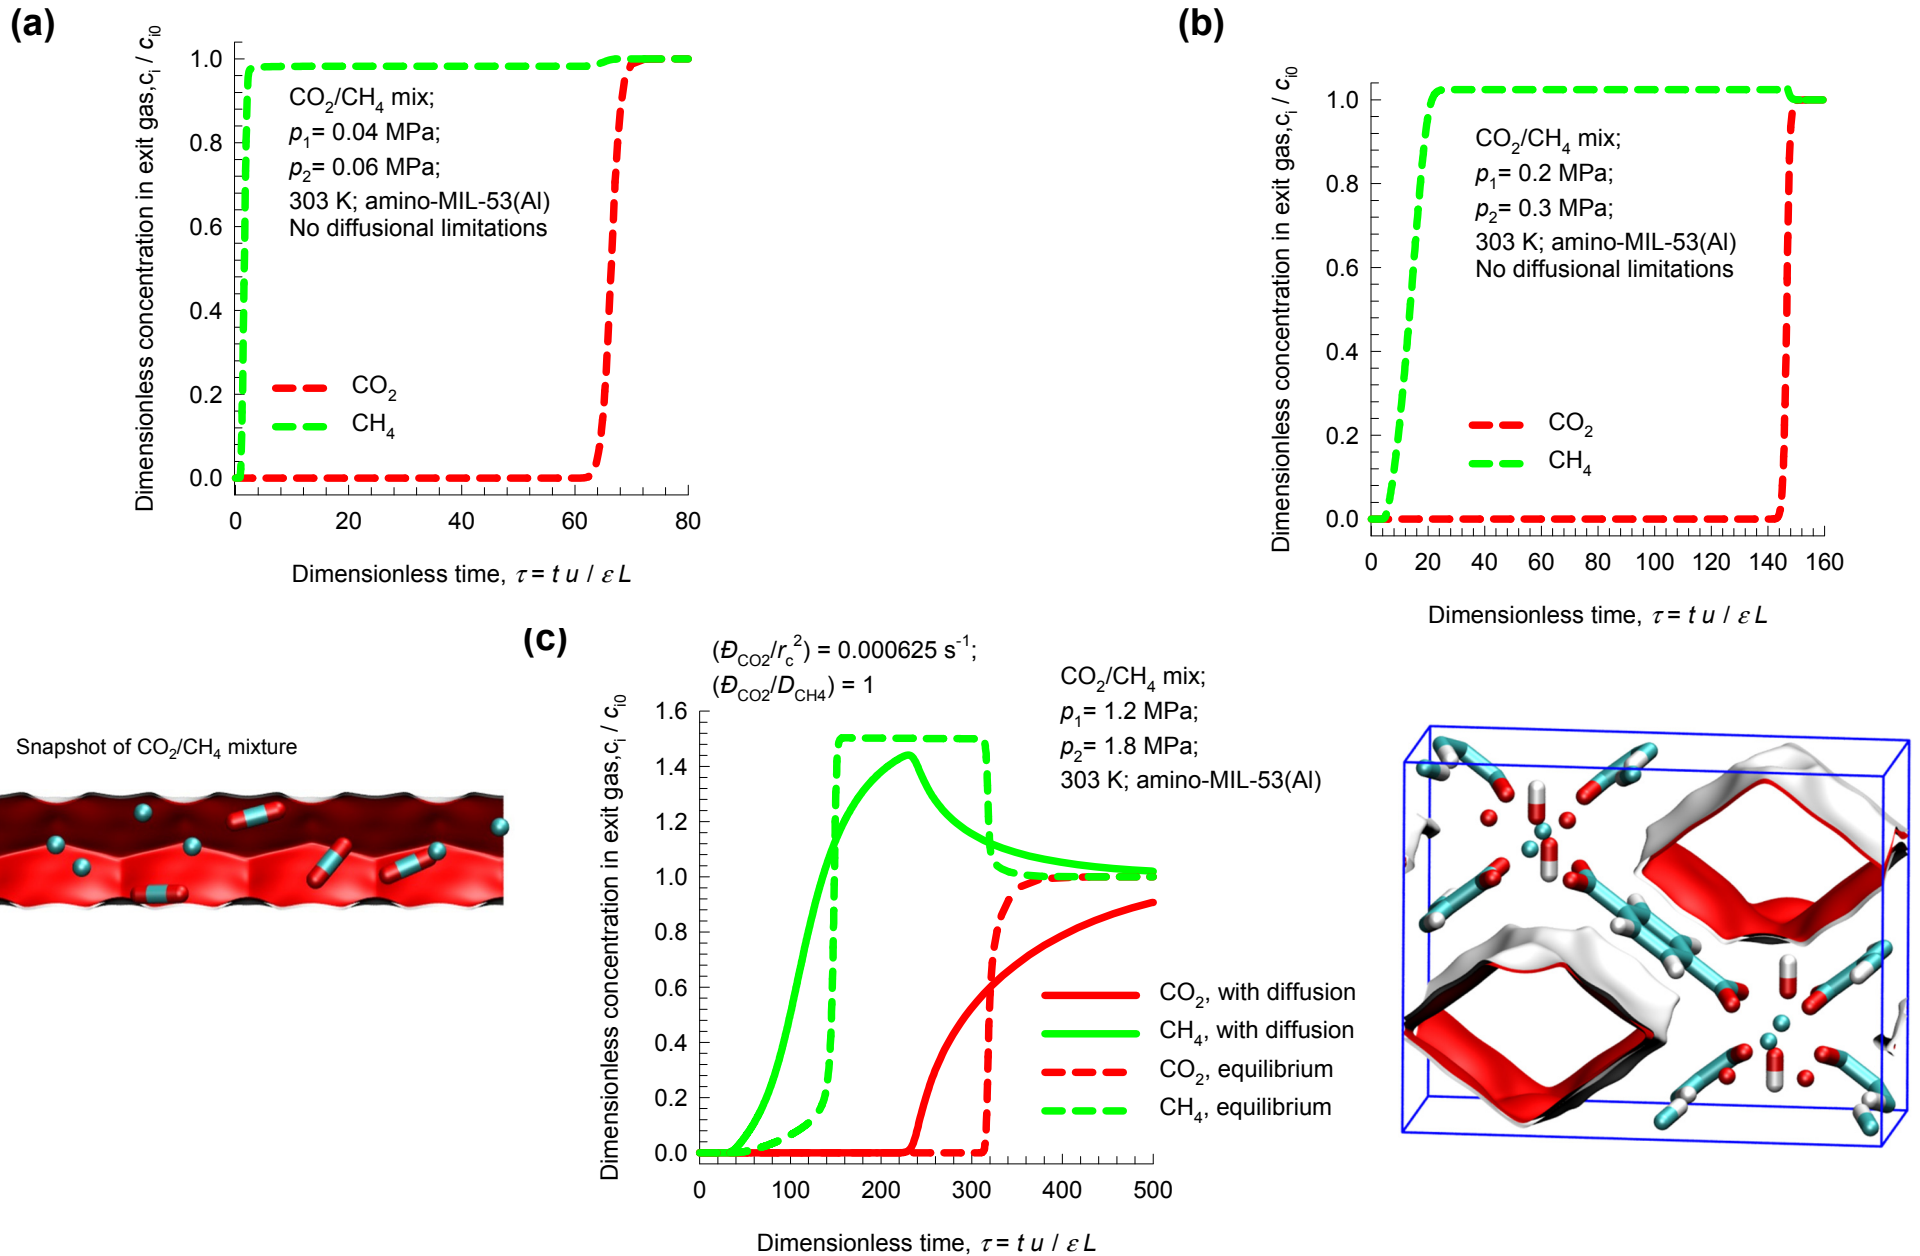 (a)
Dimensionless concentration in exit gas,cᵢ / cᵢ₀
1.0
0.8
0.6
0.4
0.2
0.0
CO₂/CH₄ mix;
p₁= 0.04 MPa;
p₂= 0.06 MPa;
303 K; amino-MIL-53(Al)
No diffusional limitations
CO₂
CH₄
0 20 40 60 80
Dimensionless time, τ = t u / ε L
(b)
Dimensionless concentration in exit gas,cᵢ / cᵢ₀
1.0
0.8
0.6
0.4
0.2
0.0
CO₂/CH₄ mix;
p₁= 0.2 MPa;
p₂= 0.3 MPa;
303 K; amino-MIL-53(Al)
No diffusional limitations
CO₂
CH₄
0 20 40 60 80 100 120 140 160
Dimensionless time, τ = t u / ε L
Snapshot of CO₂/CH₄ mixture
(c)
(Đ_CO2/r_c²) = 0.000625 s⁻¹;
(Đ_CO2/D_CH4) = 1
CO₂/CH₄ mix;
p₁= 1.2 MPa;
p₂= 1.8 MPa;
303 K; amino-MIL-53(Al)
Dimensionless concentration in exit gas,cᵢ / cᵢ₀
1.6
1.4
1.2
1.0
0.8
0.6
0.4
0.2
0.0
CO₂, with diffusion
CH₄, with diffusion
CO₂, equilibrium
CH₄, equilibrium
0 100 200 300 400 500
Dimensionless time, τ = t u / ε L